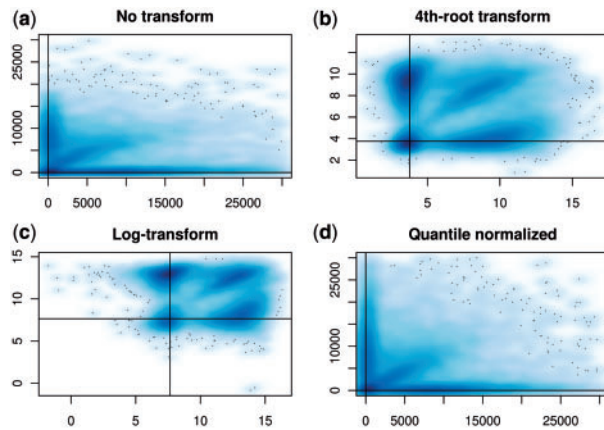 (a) No transform
25000
10000
0
0 5000 15000 25000
(b) 4th-root transform
10
8
6
4
2
5 10 15
(c) Log-transform
15
10
5
0
0 5 10 15
(d) Quantile normalized
25000
10000
0
0 5000 15000 25000